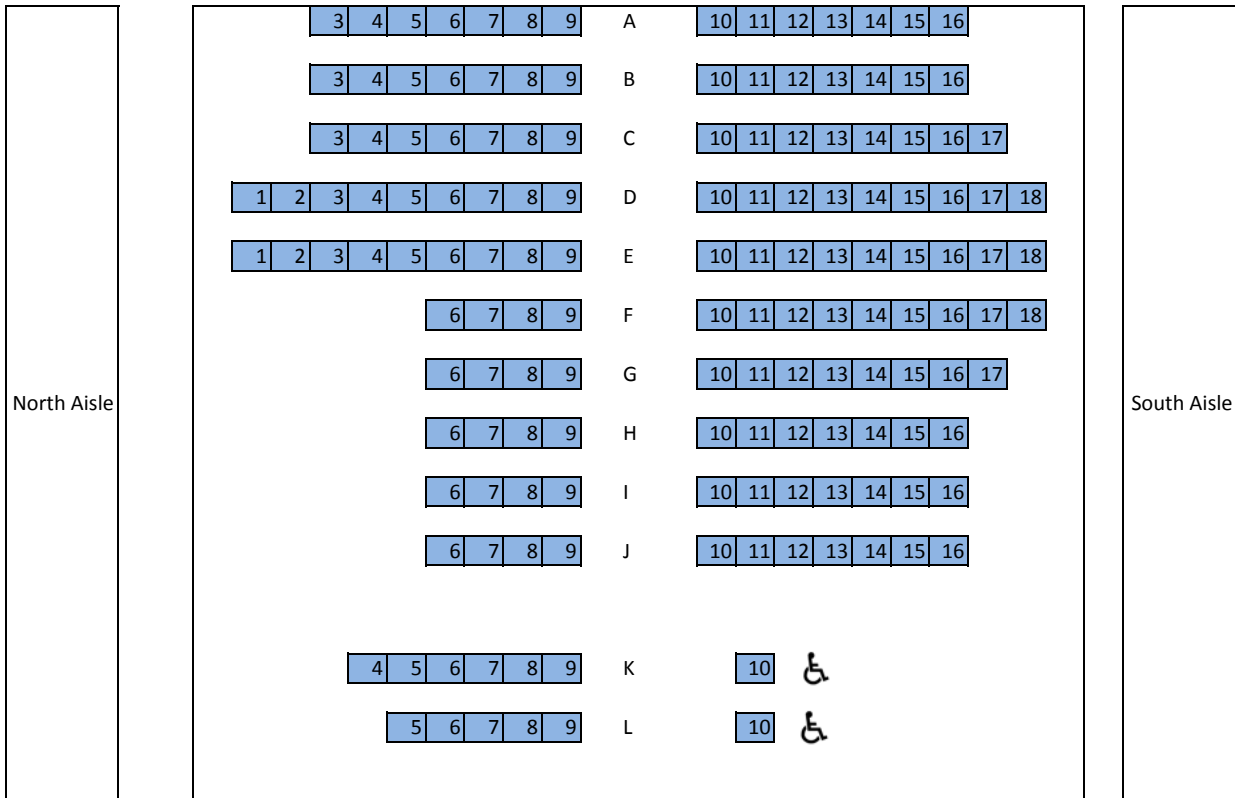 3 4 5 6 7 8 9 A 10 11 12 13 14 15 16
3 4 5 6 7 8 9 B 10 11 12 13 14 15 16
3 4 5 6 7 8 9 C 10 11 12 13 14 15 16 17
1 2 3 4 5 6 7 8 9 D 10 11 12 13 14 15 16 17 18
1 2 3 4 5 6 7 8 9 E 10 11 12 13 14 15 16 17 18
6 7 8 9 F 10 11 12 13 14 15 16 17 18
6 7 8 9 G 10 11 12 13 14 15 16 17
North Aisle
South Aisle
6 7 8 9 H 10 11 12 13 14 15 16
6 7 8 9 I 10 11 12 13 14 15 16
6 7 8 9 J 10 11 12 13 14 15 16
4 5 6 7 8 9 K 10
5 6 7 8 9 L 10